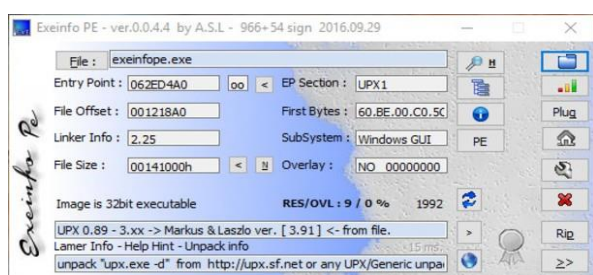 Exeinfo PE - ver.0.0.4.4 by A.S.L - 966+54 sign 2016.09.29
File : exeinfope.exe H
Entry Point : 062ED4A0 oo < EP Section : UPX1
File Offset : 001218A0 First Bytes : 60.BE.00.C0.5C Plug
Linker Info : 2.25 SubSystem : Windows GUI PE
File Size : 00141000h < N Overlay : NO 00000000
Image is 32bit executable RES/OVL : 9 / 0 % 1992
UPX 0.89 - 3.xx -> Markus & Laszlo ver. [ 3.91 ] <- from file. > Rip
Lamer Info - Help Hint - Unpack info 15 ms.
unpack "upx.exe -d" from http://upx.sf.net or any UPX/Generic unpa >>
Exeinfo Pe